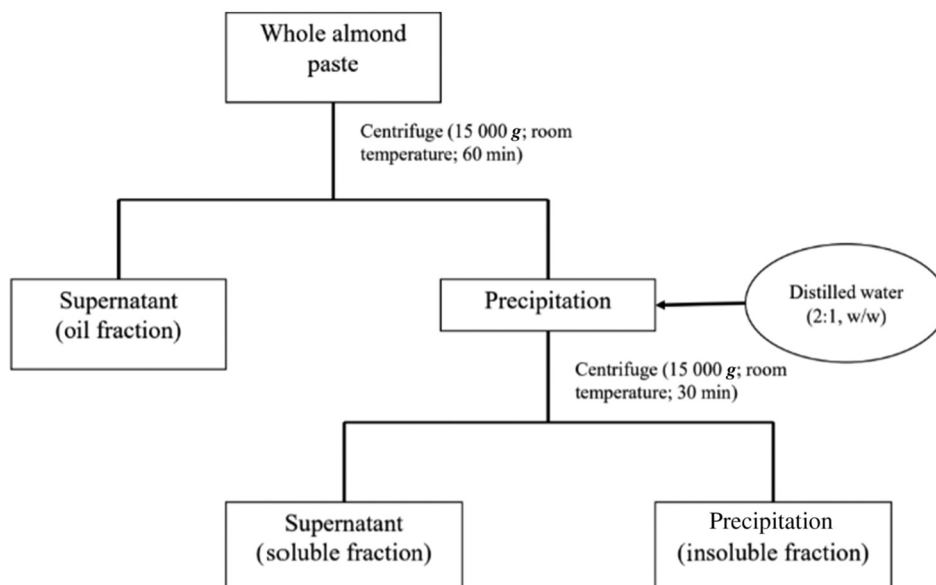 Whole almond
paste
Centrifuge (15 000 g; room
temperature; 60 min)
Supernatant
(oil fraction)
Precipitation
Distilled water
(2:1, w/w)
Centrifuge (15 000 g; room
temperature; 30 min)
Supernatant
(soluble fraction)
Precipitation
(insoluble fraction)